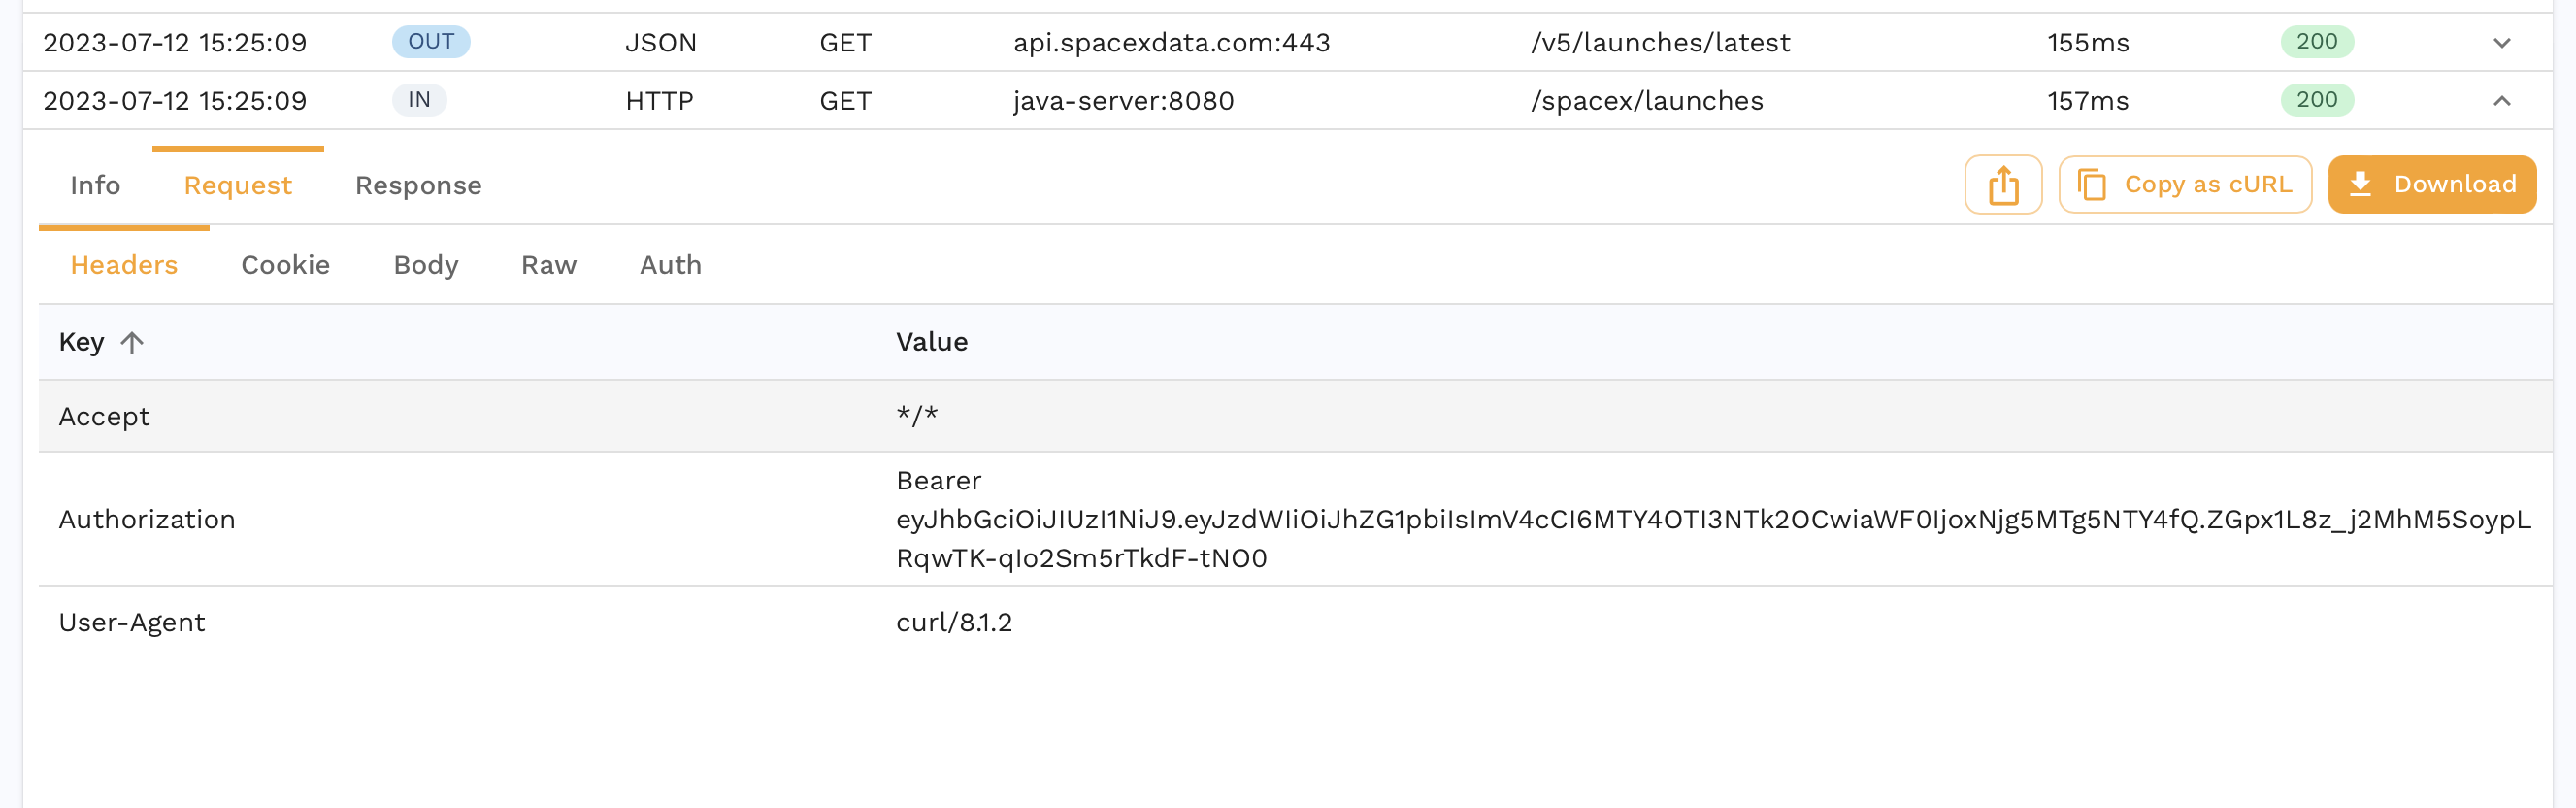 2023-07-12 15:25:09 OUT JSON GET api.spacexdata.com:443 /v5/launches/latest 155ms 200
2023-07-12 15:25:09 IN HTTP GET java-server:8080 /spacex/launches 157ms 200
Info Request Response Copy as cURL Download
Headers Cookie Body Raw Auth
Key Value
Accept */*
Authorization Bearer
eyJhbGciOiJIUzI1NiJ9.eyJzdWIiOiJhZG1pbiIsImV4cCI6MTY4OTI3NTk2OCwiaWF0IjoxNjg5MTg5NTY4fQ.ZGpx1L8z_j2MhM5SoypL
RqwTK-qIo2Sm5rTkdF-tNO0
User-Agent curl/8.1.2